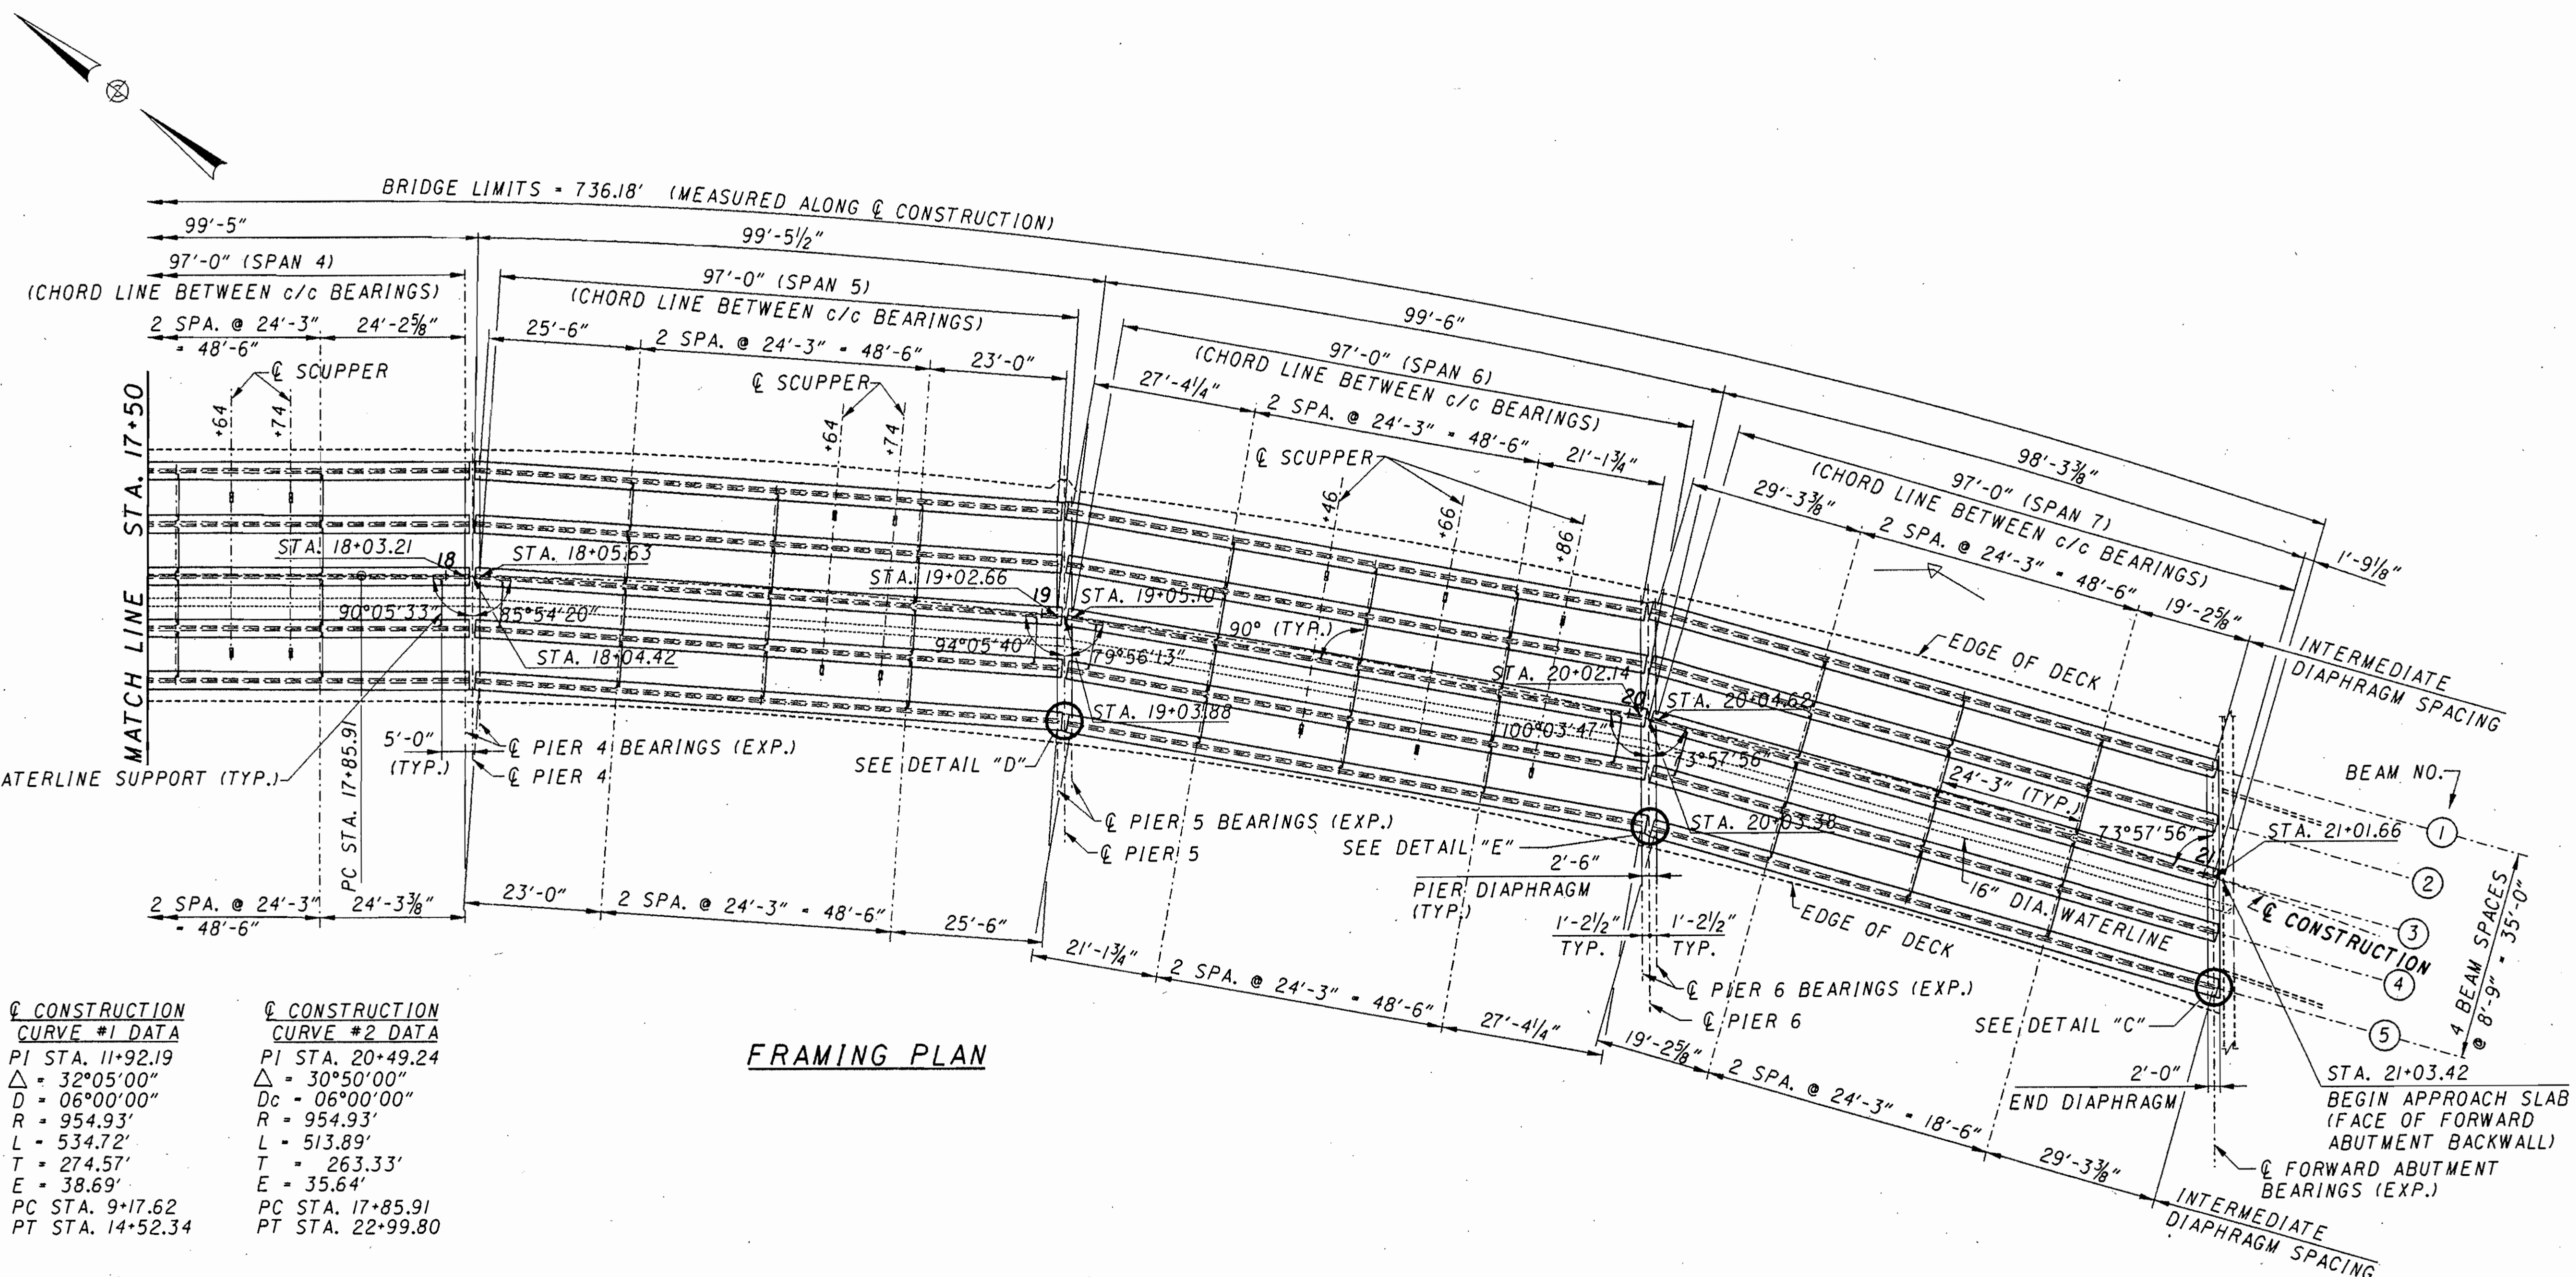 BRIDGE LIMITS = 736.18' (MEASURED ALONG ℄ CONSTRUCTION)
99'-5"
99'-5½"
99'-6"
98'-3⅜"
1'-9⅛"
97'-0" (SPAN 4)
(CHORD LINE BETWEEN c/c BEARINGS)
97'-0" (SPAN 5)
(CHORD LINE BETWEEN c/c BEARINGS)
97'-0" (SPAN 6)
(CHORD LINE BETWEEN c/c BEARINGS)
97'-0" (SPAN 7)
(CHORD LINE BETWEEN c/c BEARINGS)
2 SPA. @ 24'-3"
= 48'-6"
24'-2⅝"
25'-6"
2 SPA. @ 24'-3" = 48'-6"
23'-0"
27'-4¼"
2 SPA. @ 24'-3" = 48'-6"
21'-1¾"
29'-3⅜"
2 SPA. @ 24'-3" = 48'-6"
19'-2⅝"
INTERMEDIATE
DIAPHRAGM SPACING
℄ SCUPPER
+64
+74
℄ SCUPPER
+64
+74
℄ SCUPPER
+46
+66
+86
MATCH LINE STA. 17+50
STA. 18+03.21
18
STA. 18+05.63
90°05'33"
85°54'20"
STA. 18+04.42
STA. 19+02.66
19
STA. 19+05.10
94°05'40"
79°56'13"
STA. 19+03.88
90° (TYP.)
STA. 20+02.14
20
STA. 20+04.62
100°03'47"
73°57'56"
STA. 20+03.38
EDGE OF DECK
24'-3" (TYP.)
73°57'56"
21
STA. 21+01.66
BEAM NO.
1
2
3
4
5
4 BEAM SPACES
@ 8'-9" = 35'-0"
℄ CONSTRUCTION
16" DIA. WATERLINE
EDGE OF DECK
ATERLINE SUPPORT (TYP.)
PC STA. 17+85.91
5'-0"
(TYP.)
℄ PIER 4 BEARINGS (EXP.)
℄ PIER 4
SEE DETAIL "D"
℄ PIER 5 BEARINGS (EXP.)
℄ PIER 5
SEE DETAIL "E"
2'-6"
PIER DIAPHRAGM
(TYP.)
1'-2½"
TYP.
1'-2½"
TYP.
℄ PIER 6 BEARINGS (EXP.)
℄ PIER 6
SEE DETAIL "C"
2'-0"
END DIAPHRAGM
STA. 21+03.42
BEGIN APPROACH SLAB
(FACE OF FORWARD
ABUTMENT BACKWALL)
℄ FORWARD ABUTMENT
BEARINGS (EXP.)
2 SPA. @ 24'-3"
= 48'-6"
24'-3⅜"
23'-0"
2 SPA. @ 24'-3" = 48'-6"
25'-6"
21'-1¾"
2 SPA. @ 24'-3" = 48'-6"
27'-4¼"
19'-2⅝"
2 SPA. @ 24'-3" = 18'-6"
29'-3⅜"
INTERMEDIATE
DIAPHRAGM SPACING
℄ CONSTRUCTION
CURVE #1 DATA
PI STA. 11+92.19
△ = 32°05'00"
D = 06°00'00"
R = 954.93'
L = 534.72'
T = 274.57'
E = 38.69'
PC STA. 9+17.62
PT STA. 14+52.34
℄ CONSTRUCTION
CURVE #2 DATA
PI STA. 20+49.24
△ = 30°50'00"
Dc = 06°00'00"
R = 954.93'
L = 513.89'
T = 263.33'
E = 35.64'
PC STA. 17+85.91
PT STA. 22+99.80
FRAMING PLAN